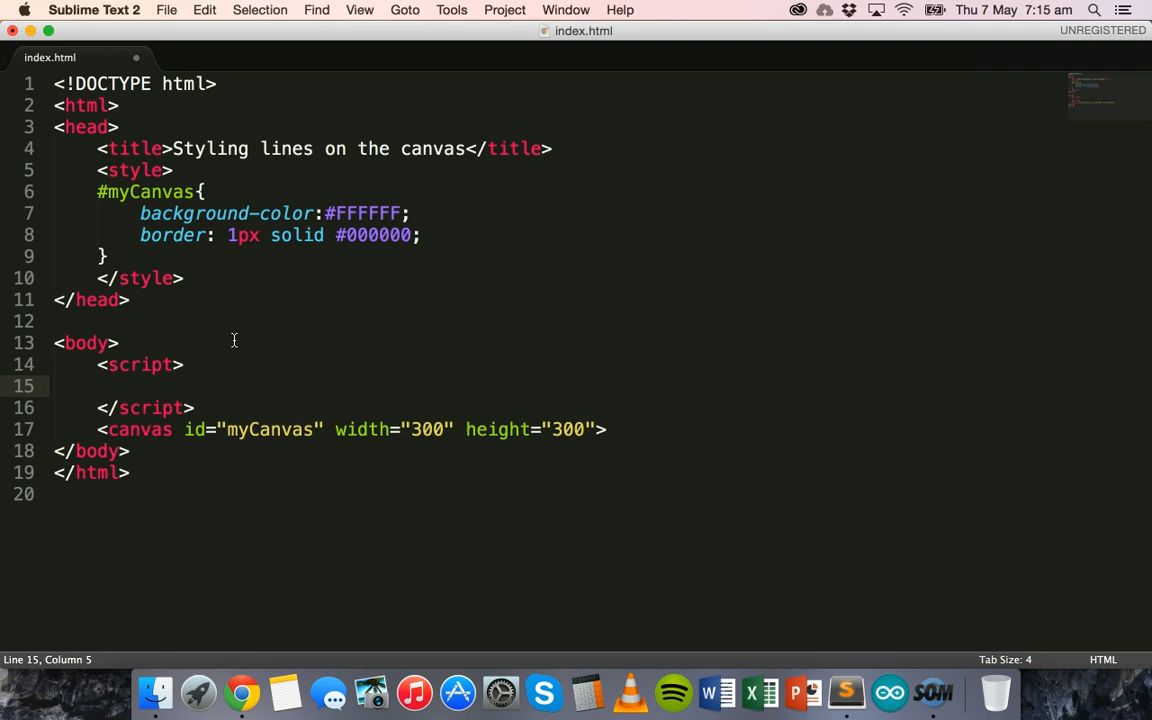 Sublime Text 2 File Edit Selection Find View Goto Tools Project Window Help Thu 7 May 7:15 am
index.html UNREGISTERED
index.html
1 <!DOCTYPE html>
2 <html>
3 <head>
4 <title>Styling lines on the canvas</title>
5 <style>
6 #myCanvas{
7 background-color:#FFFFFF;
8 border: 1px solid #000000;
9 }
10 </style>
11 </head>
12
13 <body>
14 <script>
15
16 </script>
17 <canvas id="myCanvas" width="300" height="300">
18 </body>
19 </html>
20
Line 15, Column 5 Tab Size: 4 HTML
SOM